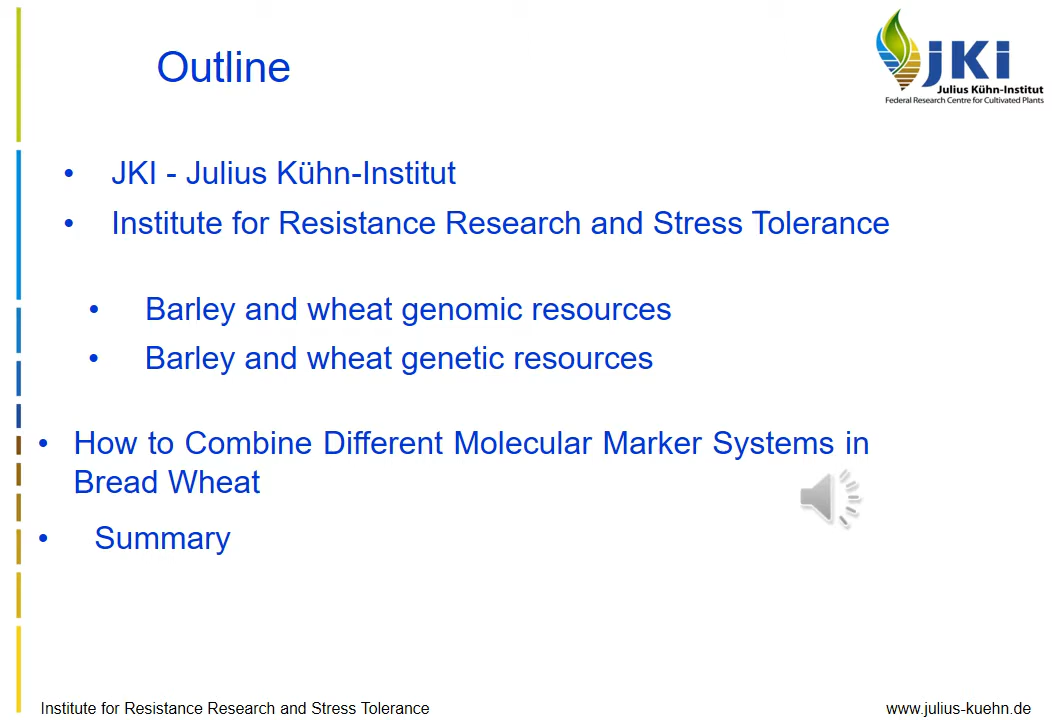 Outline
JKI
Julius Kühn-Institut
Federal Research Centre for Cultivated Plants
• JKI - Julius Kühn-Institut
• Institute for Resistance Research and Stress Tolerance
• Barley and wheat genomic resources
• Barley and wheat genetic resources
• How to Combine Different Molecular Marker Systems in
Bread Wheat
• Summary
Institute for Resistance Research and Stress Tolerance
www.julius-kuehn.de